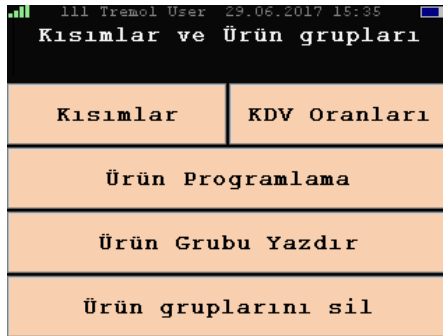 111 Tremol User 29.06.2017 15:35
Kısımlar ve Ürün grupları
Kısımlar
KDV Oranları
Ürün Programlama
Ürün Grubu Yazdır
Ürün gruplarını sil